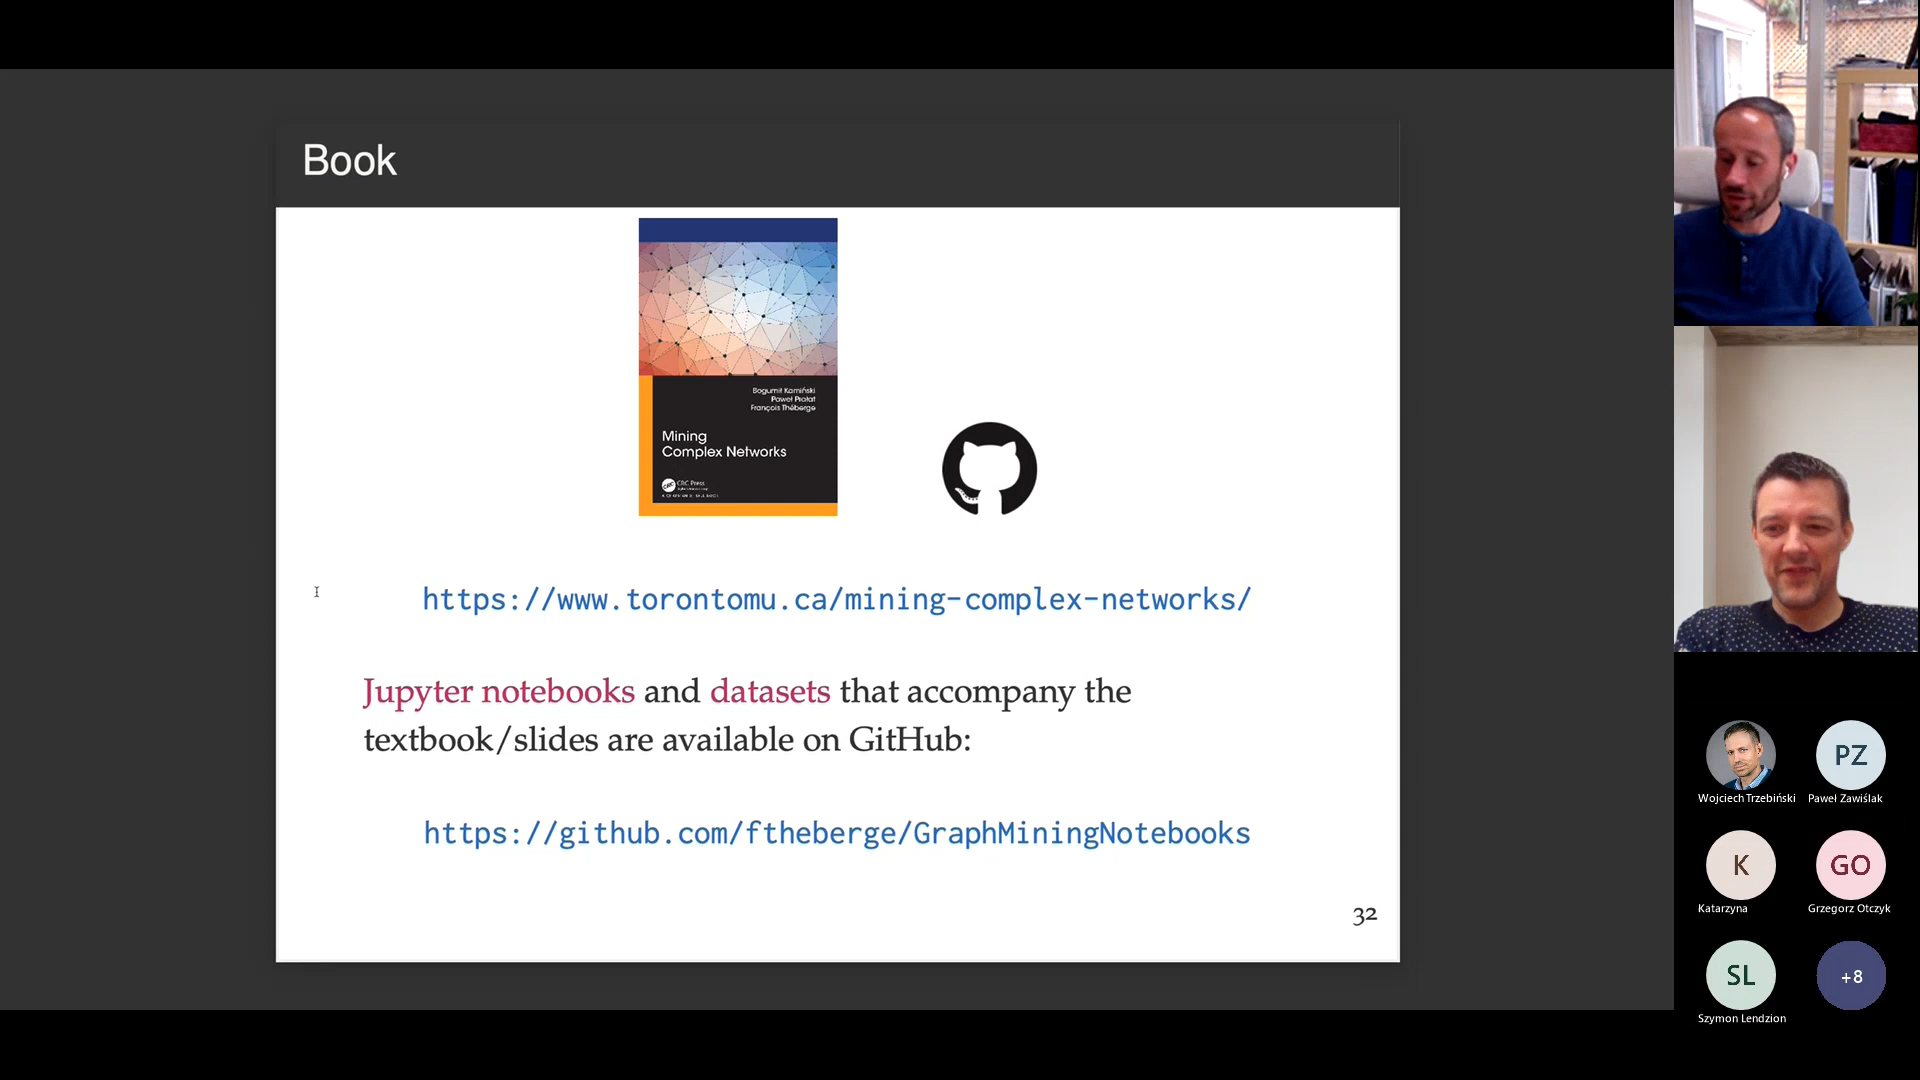 Book
Bogumił Kamiński
Paweł Prałat
François Théberge
Mining
Complex Networks
CRC Press
https://www.torontomu.ca/mining-complex-networks/
Jupyter notebooks and datasets that accompany the
textbook/slides are available on GitHub:
https://github.com/ftheberge/GraphMiningNotebooks
32
PZ
Wojciech Trzebiński
Paweł Zawiślak
K
GO
Katarzyna
Grzegorz Otczyk
SL
+8
Szymon Lendzion